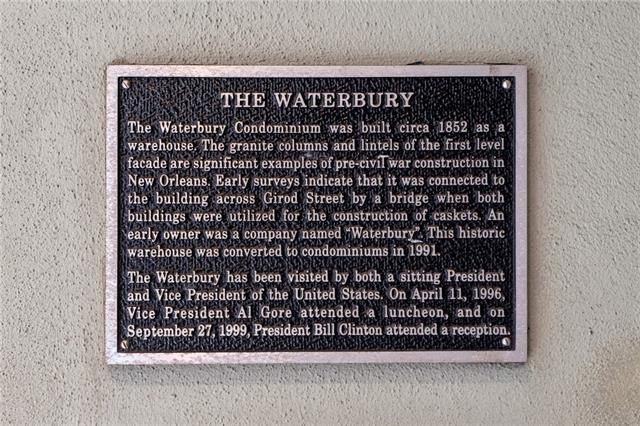 THE WATERBURY
The Waterbury Condominium was built circa 1852 as a
warehouse. The granite columns and lintels of the first level
facade are significant examples of pre-civil war construction in
New Orleans. Early surveys indicate that it was connected to
the building across Girod Street by a bridge when both
buildings were utilized for the construction of caskets. An
early owner was a company named "Waterbury". This historic
warehouse was converted to condominiums in 1991.
The Waterbury has been visited by both a sitting President
and Vice President of the United States. On April 11, 1996,
Vice President Al Gore attended a luncheon, and on
September 27, 1999, President Bill Clinton attended a reception.